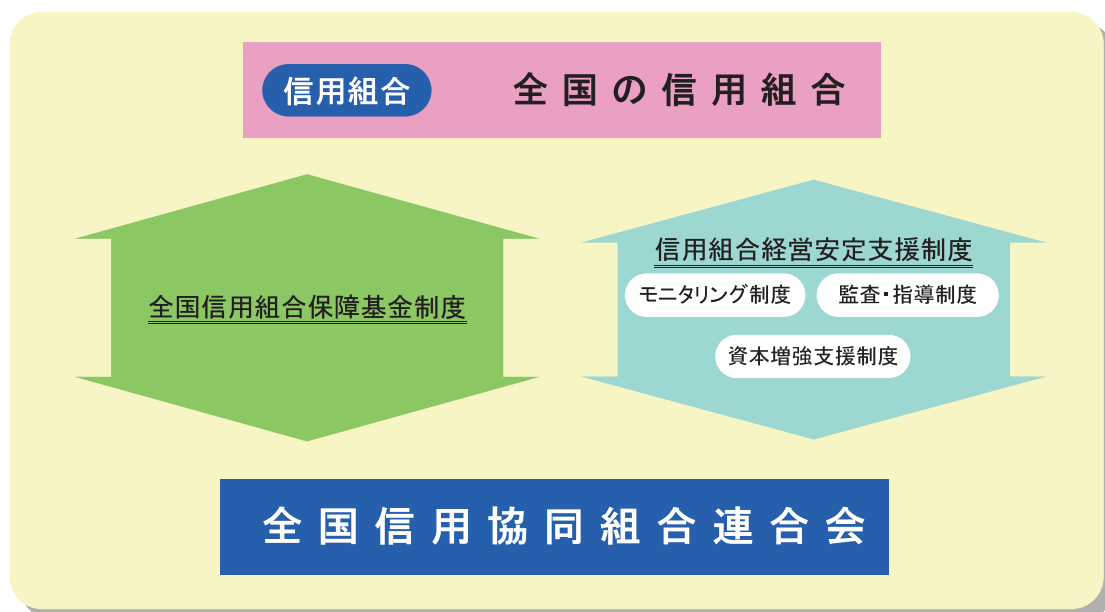 信用組合
全国の信用組合
全国信用組合保障基金制度
信用組合経営安定支援制度
モニタリング制度
監査・指導制度
資本増強支援制度
全国信用協同組合連合会